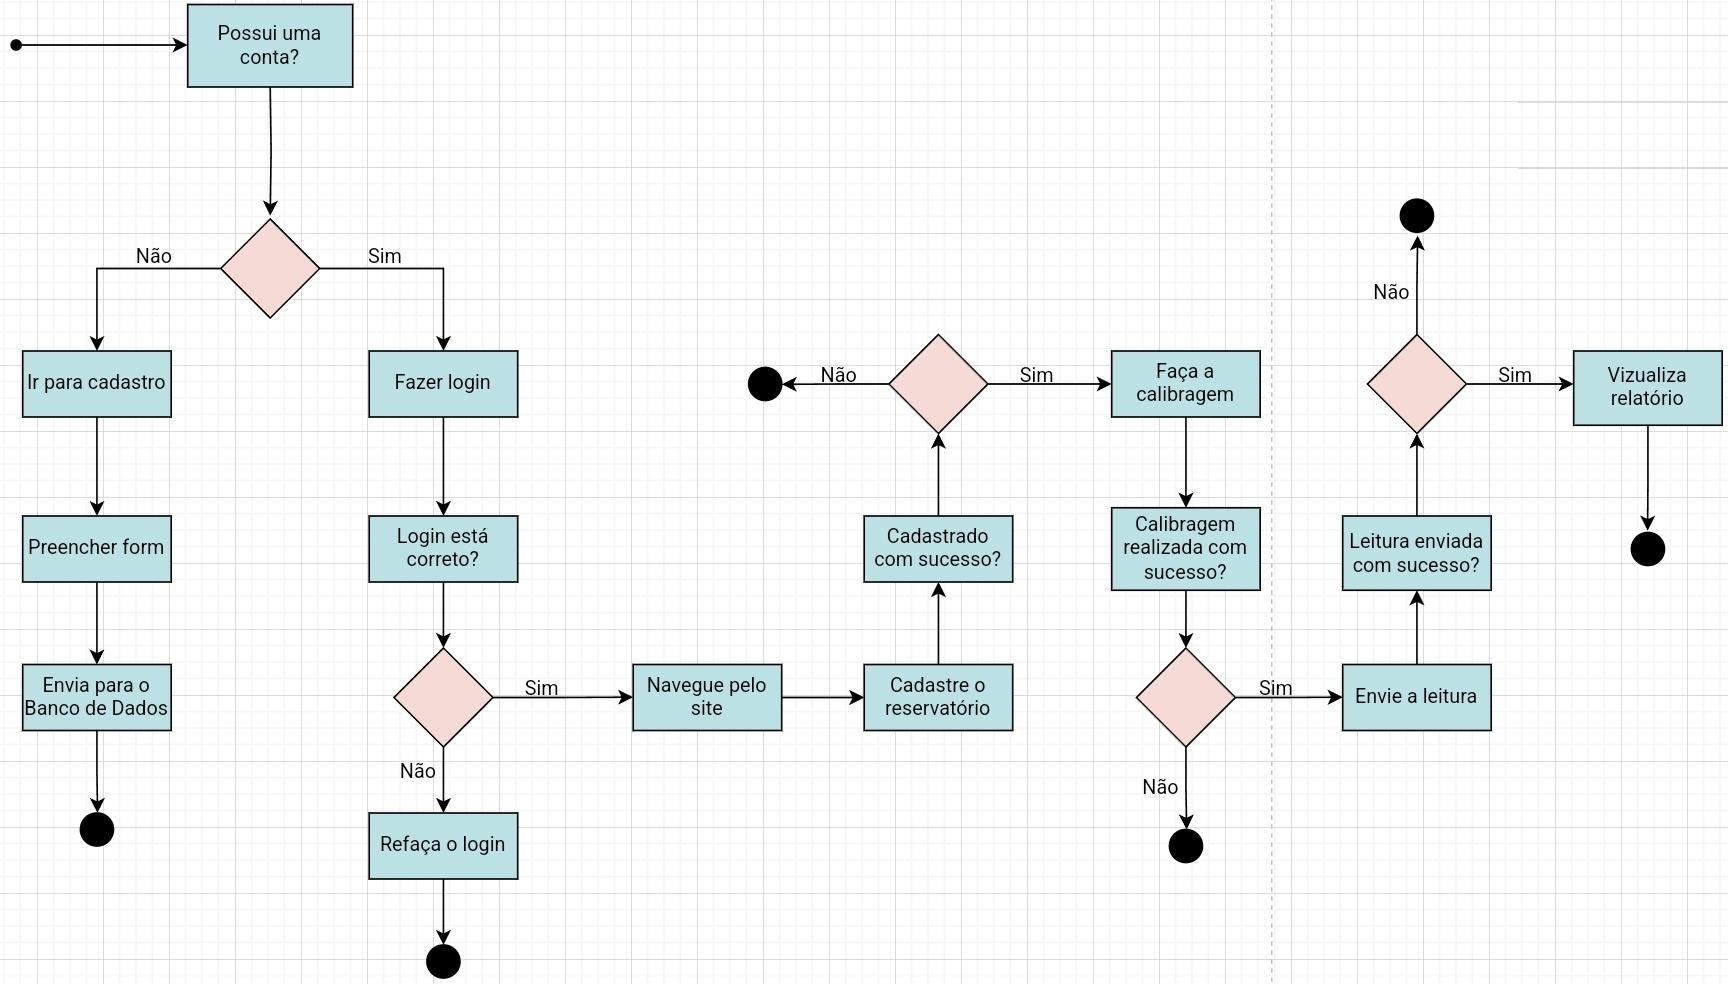 Possui uma
conta?
Não
Sim
Ir para cadastro
Fazer login
Preencher form
Login está
correto?
Envia para o
Banco de Dados
Sim
Não
Refaça o login
Navegue pelo
site
Cadastre o
reservatório
Cadastrado
com sucesso?
Não
Sim
Faça a
calibragem
Calibragem
realizada com
sucesso?
Sim
Não
Envie a leitura
Leitura enviada
com sucesso?
Não
Sim
Vizualiza
relatório